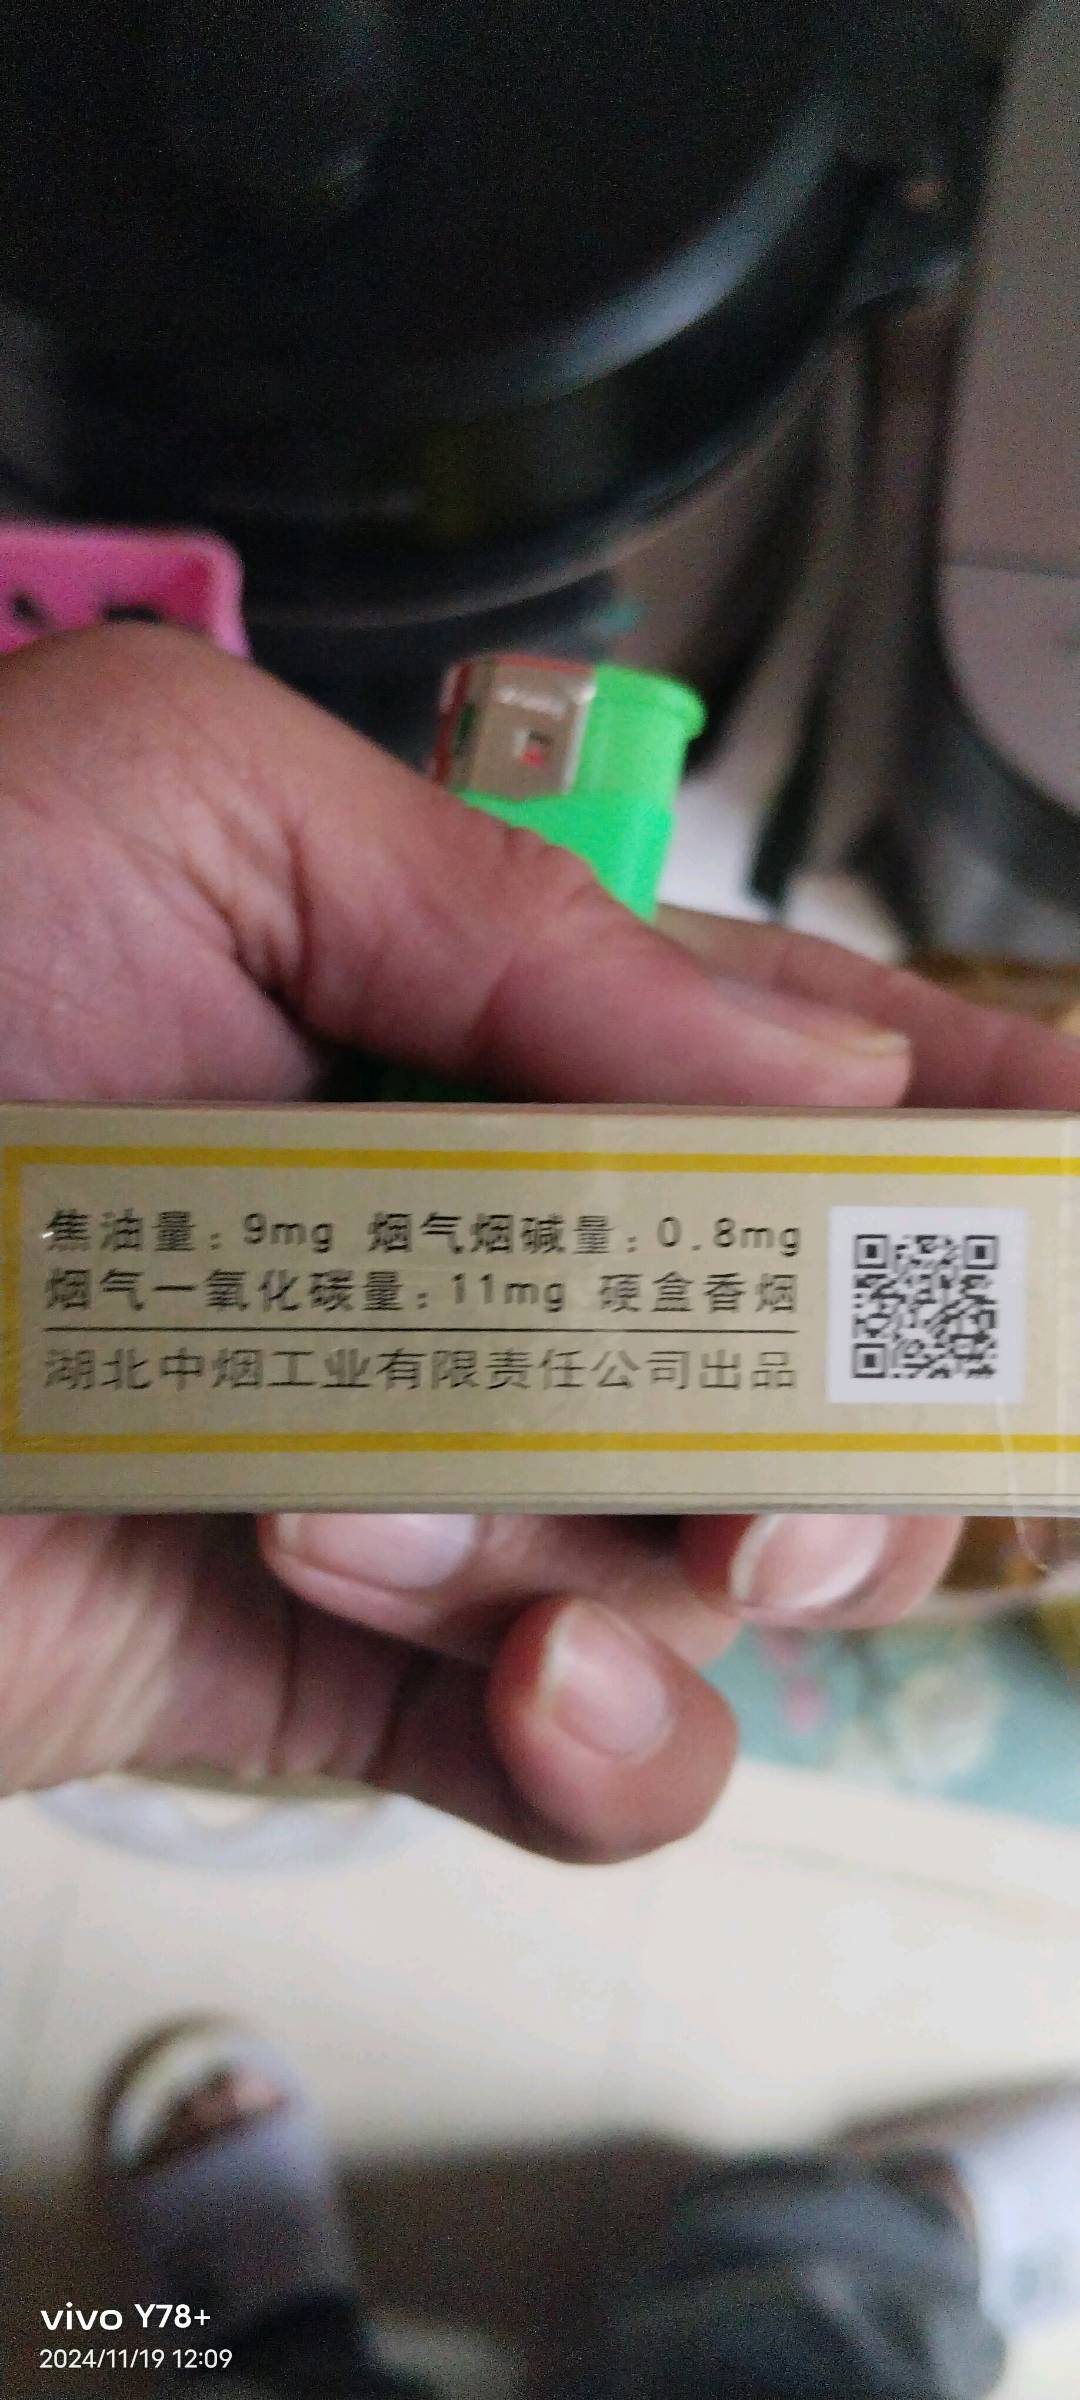 焦油量：9mg 烟气烟碱量：0.8mg
烟气一氧化碳量：11mg 硬盒香烟
湖北中烟工业有限责任公司出品
vivo Y78+
2024/11/19 12:09